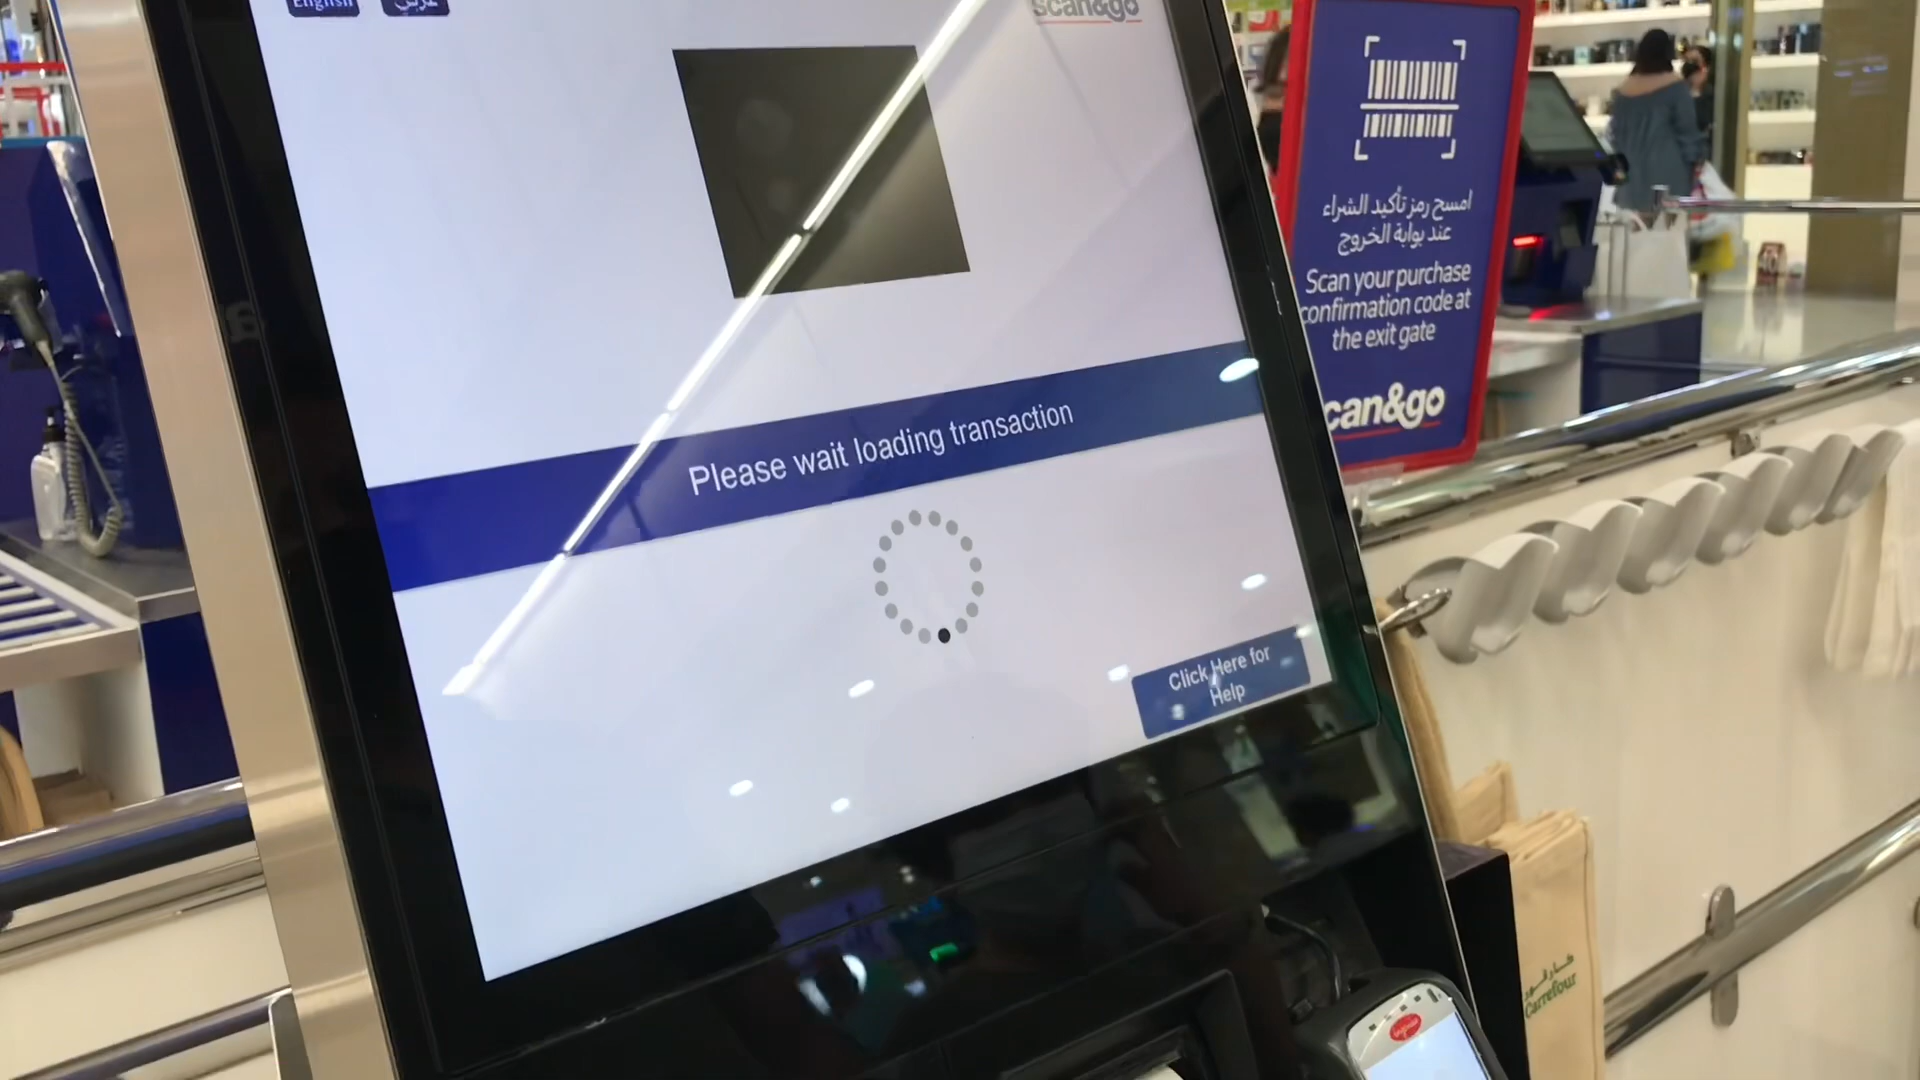 English
عربي
scan&go
Please wait loading transaction
Click Here for
Help
امسح رمز تأكيد الشراء
عند بوابة الخروج
Scan your purchase
confirmation code at
the exit gate
can&go
كارفور
Carrefour